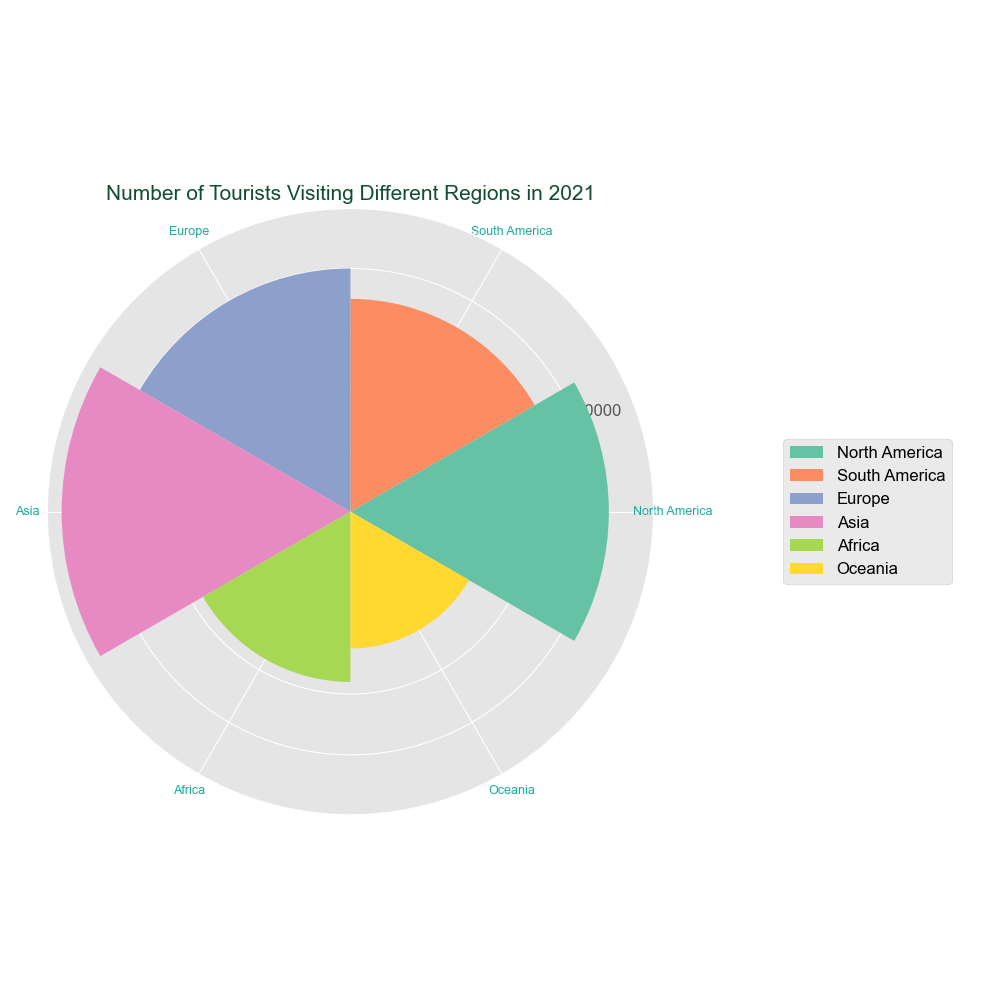 Number of Tourists Visiting Different Regions in 2021
Europe
South America
Asia
North America
Africa
Oceania
North America
South America
Europe
Asia
Africa
Oceania